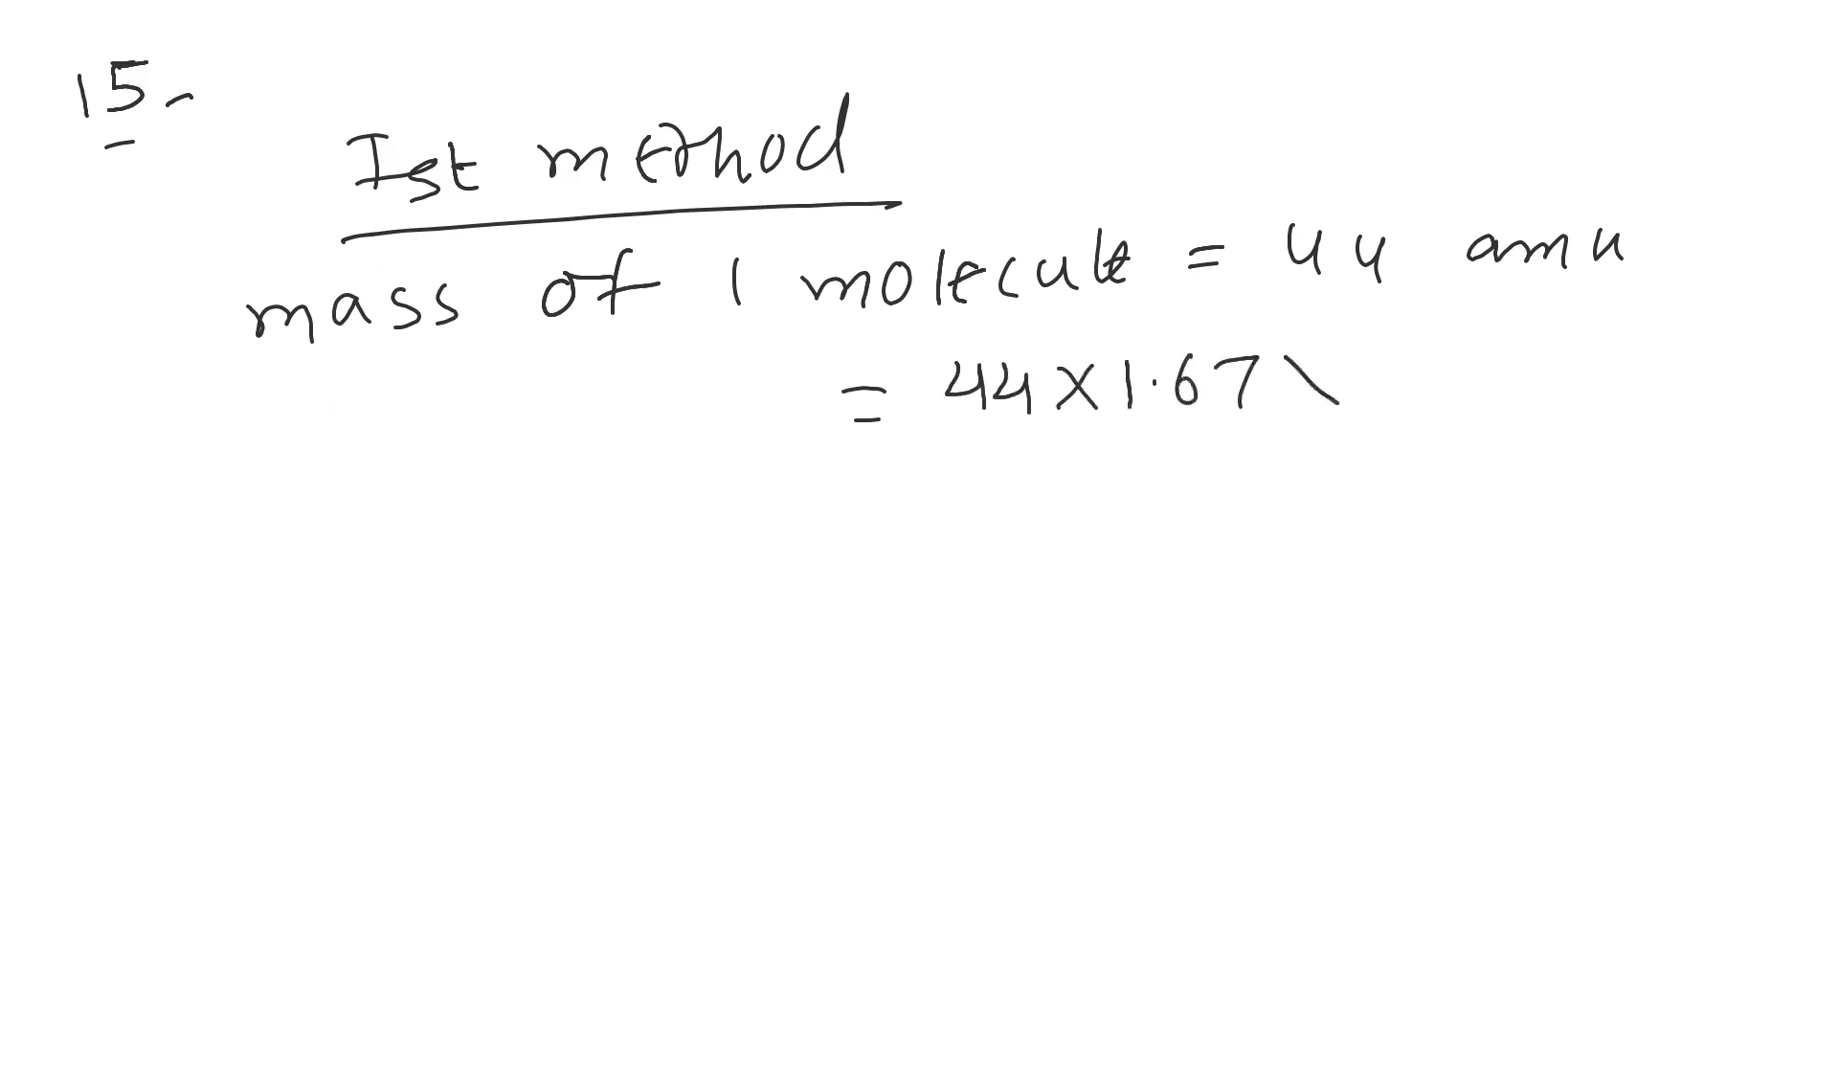 15-
Ist method
mass of 1 molecule = 44 amu
= 44×1.67\